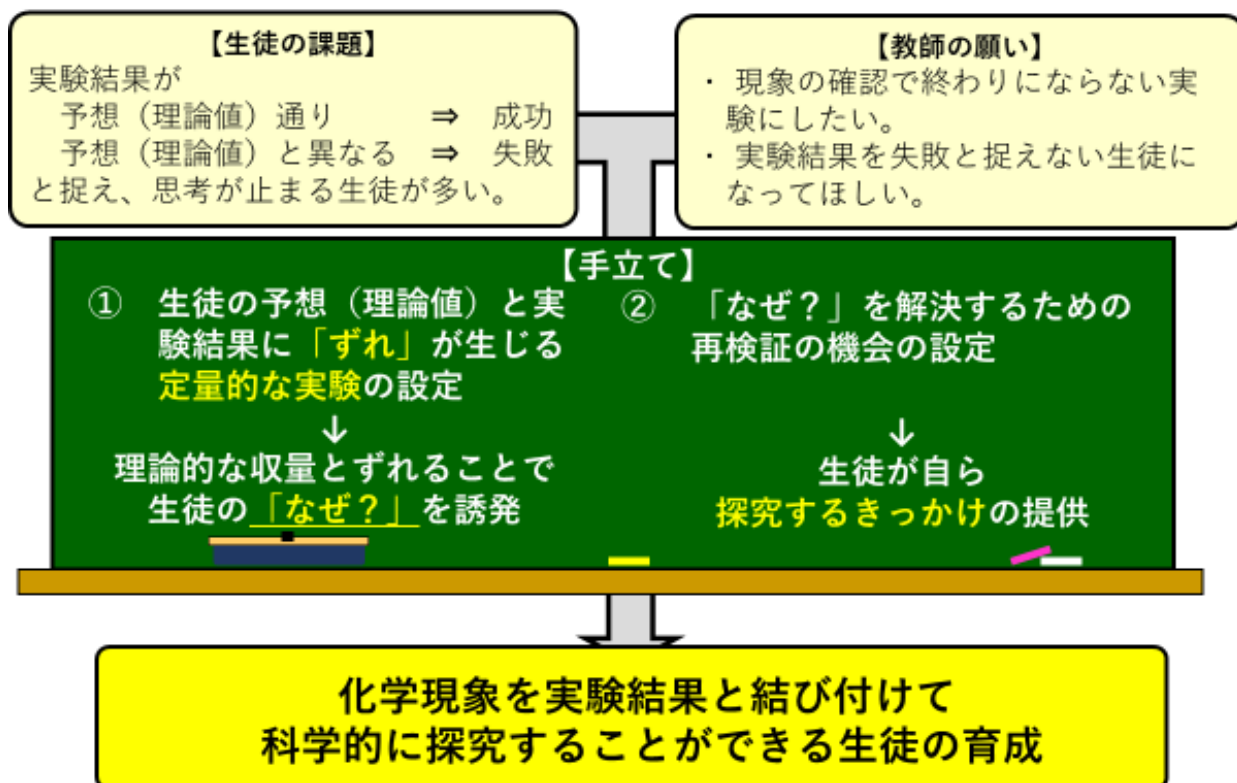 【生徒の課題】
実験結果が
予想（理論値）通り ⇒ 成功
予想（理論値）と異なる ⇒ 失敗
と捉え、思考が止まる生徒が多い。
【教師の願い】
・ 現象の確認で終わりにならない実
験にしたい。
・ 実験結果を失敗と捉えない生徒に
なってほしい。
【手立て】
① 生徒の予想（理論値）と実
験結果に「ずれ」が生じる
定量的な実験の設定
↓
理論的な収量とずれることで
生徒の「なぜ？」を誘発
② 「なぜ？」を解決するための
再検証の機会の設定
↓
生徒が自ら
探究するきっかけの提供
化学現象を実験結果と結び付けて
科学的に探究することができる生徒の育成